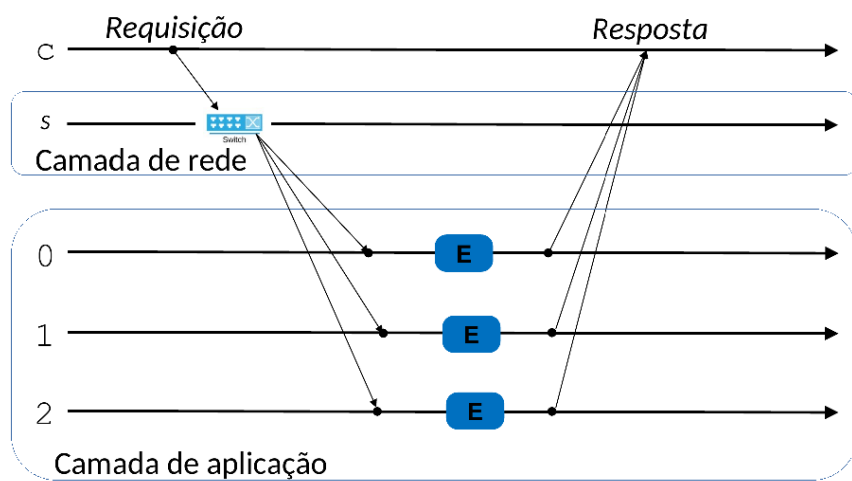 Requisição
Resposta
C
s
Switch
Camada de rede
0
E
1
E
2
E
Camada de aplicação